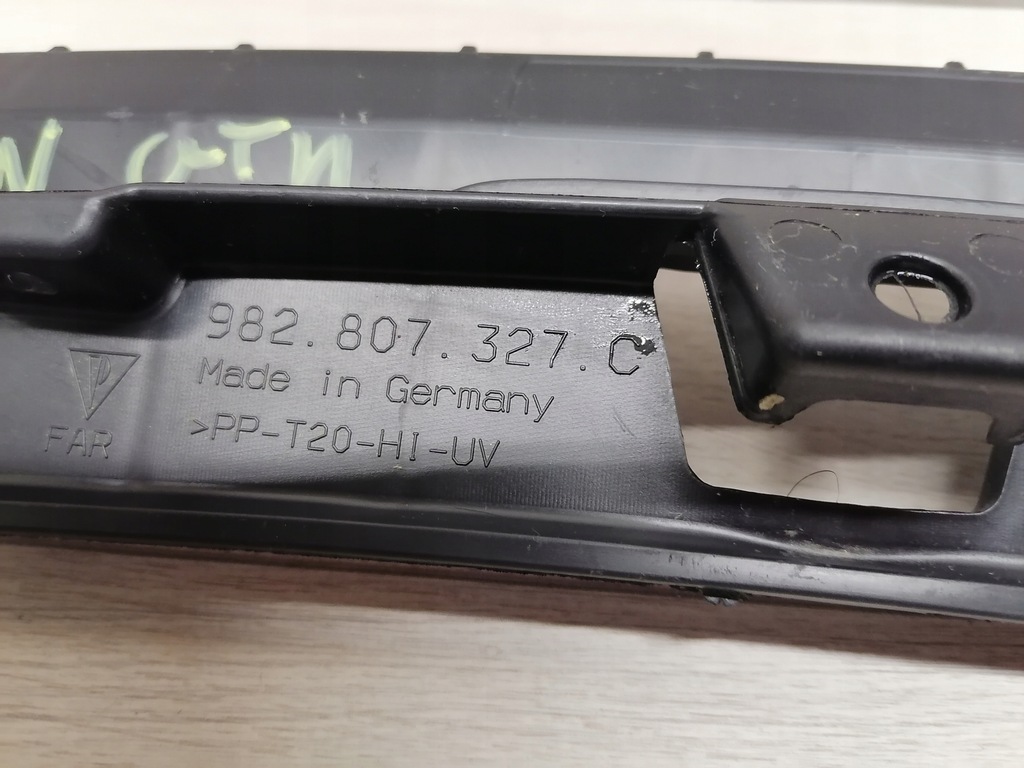 982.807.327.C
Made in Germany
FAR
>PP-T20-HI-UV